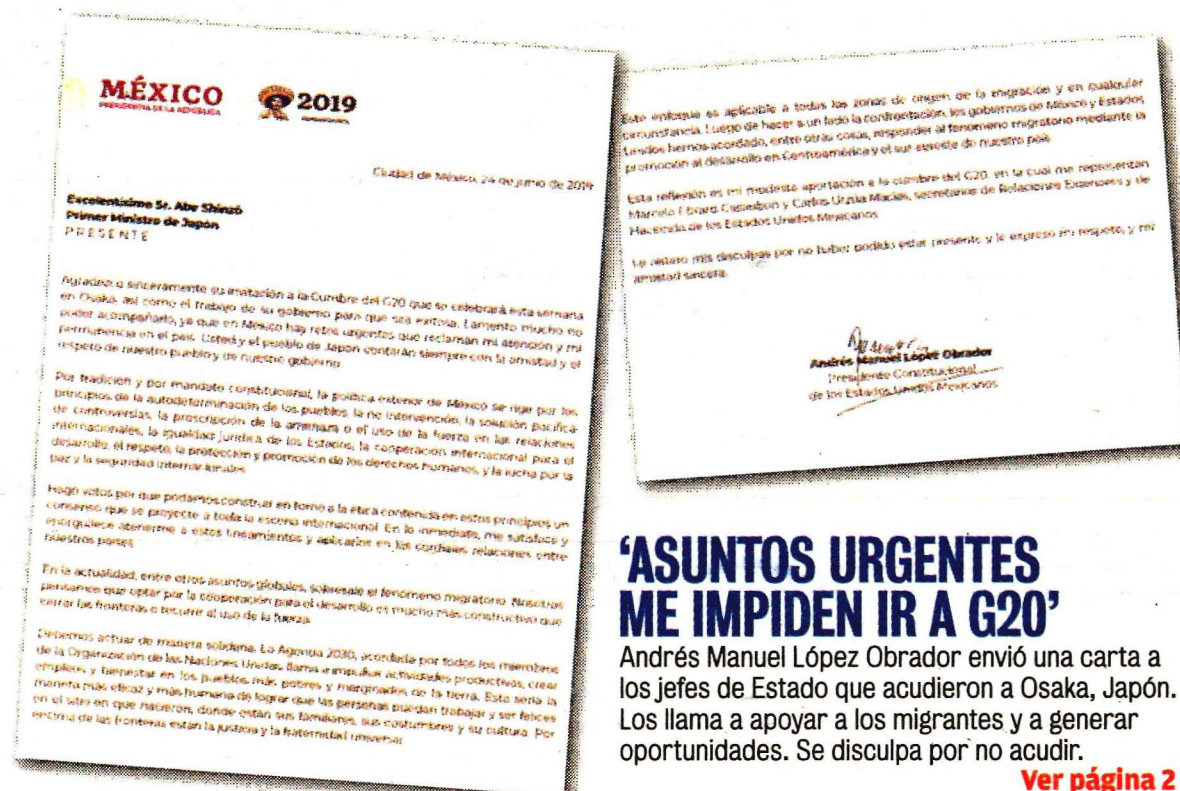 MÉXICO
PRESIDENCIA DE LA REPÚBLICA
2019
Ciudad de México, 24 de junio de 2019
Excelentísimo Sr. Abe Shinzō
Primer Ministro de Japón
PRESENTE
Agradezco sinceramente su invitación a la Cumbre del G20 que se celebrará esta semana
en Osaka, así como el trabajo de su gobierno para que sea exitosa. Lamento mucho no
poder acompañarlo, ya que en México hay retos urgentes que reclaman mi atención y mi
permanencia en el país. Usted y el pueblo de Japón contarán siempre con la amistad y el
respeto de nuestro pueblo y de nuestro gobierno.
Por tradición y por mandato constitucional, la política exterior de México se rige por los
principios de la autodeterminación de los pueblos, la no intervención, la solución pacífica
de controversias, la proscripción de la amenaza o el uso de la fuerza en las relaciones
internacionales, la igualdad jurídica de los Estados, la cooperación internacional para el
desarrollo, el respeto, la protección y promoción de los derechos humanos, y la lucha por la
paz y la seguridad internacionales.
Hago votos por que podamos construir en torno a la ética contenida en estos principios un
consenso que se proyecte a toda la escena internacional. En lo inmediato, me satisface y
enorgullece atenerme a estos lineamientos y aplicarlos en las cordiales relaciones entre
nuestros países.
En la actualidad, entre otros asuntos globales, sobresale el fenómeno migratorio. Nosotros
pensamos que optar por la cooperación para el desarrollo es mucho más constructivo que
cerrar las fronteras o recurrir al uso de la fuerza.
Debemos actuar de manera solidaria. La Agenda 2030, acordada por todos los miembros
de la Organización de las Naciones Unidas, llama a impulsar actividades productivas, crear
empleos y bienestar en los pueblos más pobres y marginados de la tierra. Esta sería la
manera más eficaz y más humana de lograr que las personas puedan trabajar y ser felices
en el sitio en que nacieron, donde están sus familiares, sus costumbres y su cultura. Por
encima de las fronteras están la justicia y la fraternidad universal.
Este enfoque es aplicable a todas las zonas de origen de la migración y en cualquier
circunstancia. Luego de hacer a un lado la confrontación, los gobiernos de México y Estados
Unidos hemos acordado, entre otras cosas, responder al fenómeno migratorio mediante la
promoción al desarrollo en Centroamérica y el sur sureste de nuestro país.
Esta reflexión es mi modesta aportación a la cumbre del G20, en la cual me representan
Marcelo Ebrard Casaubon y Carlos Urzúa Macías, secretarios de Relaciones Exteriores y de
Hacienda de los Estados Unidos Mexicanos.
Le reitero mis disculpas por no haber podido estar presente y le expreso mi respeto, y mi
amistad sincera.
Andrés Manuel López Obrador
Presidente Constitucional
de los Estados Unidos Mexicanos
‘ASUNTOS URGENTES
ME IMPIDEN IR A G20’
Andrés Manuel López Obrador envió una carta a
los jefes de Estado que acudieron a Osaka, Japón.
Los llama a apoyar a los migrantes y a generar
oportunidades. Se disculpa por no acudir.
Ver página 2